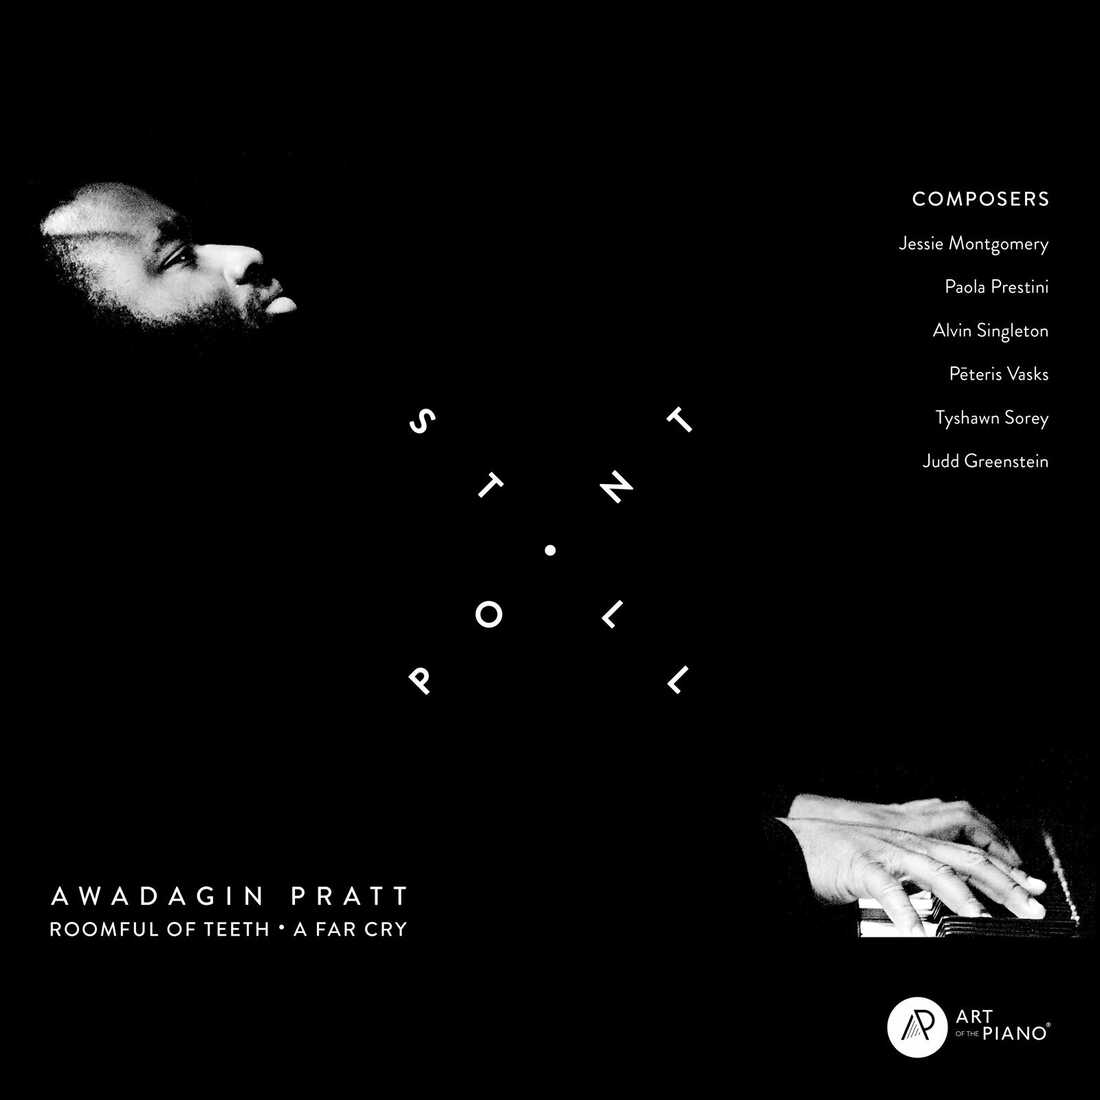 COMPOSERS
Jessie Montgomery
Paola Prestini
Alvin Singleton
Pēteris Vasks
Tyshawn Sorey
Judd Greenstein
S T • L L
P O • N T
AWADAGIN PRATT
ROOMFUL OF TEETH • A FAR CRY
AP
ART
OF THE PIANO®